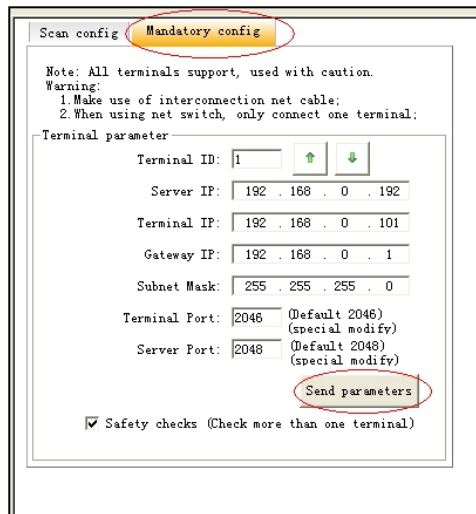 Scan config Mandatory config
Note: All terminals support, used with caution.
Warning:
1.Make use of interconnection net cable;
2.When using net switch, only connect one terminal;
Terminal parameter
Terminal ID: 1
Server IP: 192 . 168 . 0 . 192
Terminal IP: 192 . 168 . 0 . 101
Gateway IP: 192 . 168 . 0 . 1
Subnet Mask: 255 . 255 . 255 . 0
Terminal Port: 2046 (Default 2046)
(special modify)
Server Port: 2048 (Default 2048)
(special modify)
Send parameters
Safety checks (Check more than one terminal)